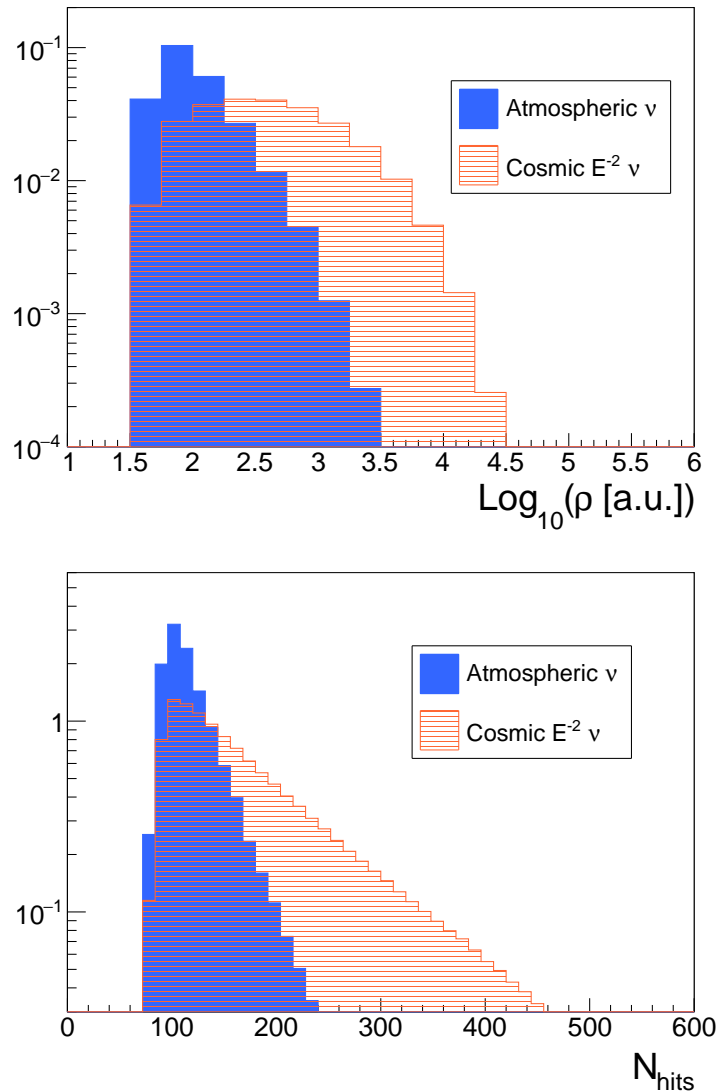 10⁻¹
10⁻²
10⁻³
10⁻⁴
Atmospheric ν
Cosmic E⁻² ν
1 1.5 2 2.5 3 3.5 4 4.5 5 5.5 6
Log₁₀(ρ [a.u.])
1
10⁻¹
Atmospheric ν
Cosmic E⁻² ν
0 100 200 300 400 500 600
N_hits